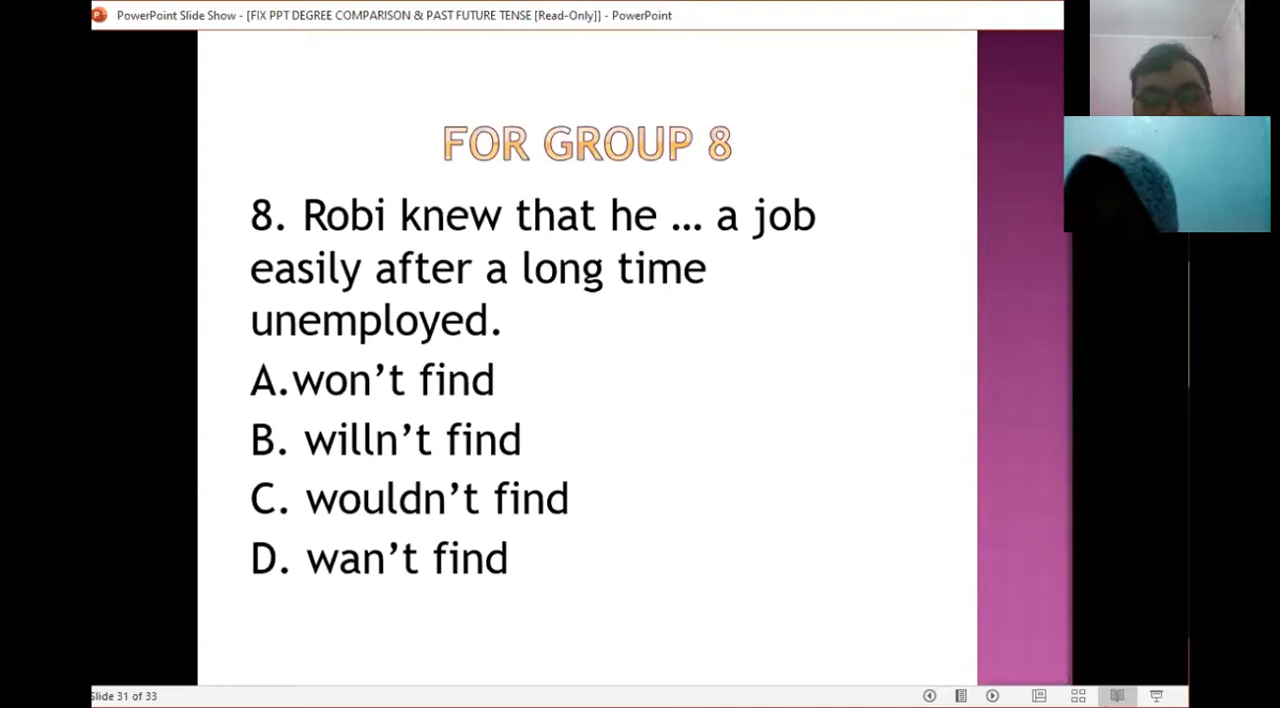 PowerPoint Slide Show - [FIX PPT DEGREE COMPARISON & PAST FUTURE TENSE [Read-Only]] - PowerPoint
FOR GROUP 8
8. Robi knew that he ... a job
easily after a long time
unemployed.
A.won’t find
B. willn’t find
C. wouldn’t find
D. wan’t find
Slide 31 of 33